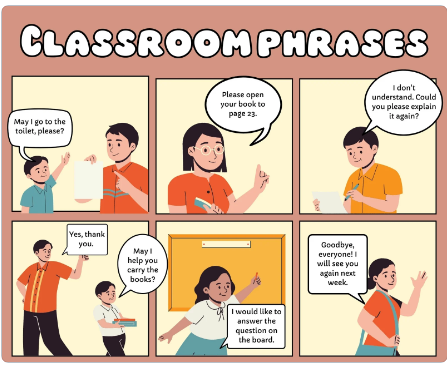 CLASSROOM PHRASES
May I go to the
toilet, please?
Please open
your book to
page 23.
I don't
understand. Could
you please explain
it again?
Yes, thank
you.
May I
help you
carry the
books?
I would like to
answer the
question on
the board.
Goodbye,
everyone! I
will see you
again next
week.